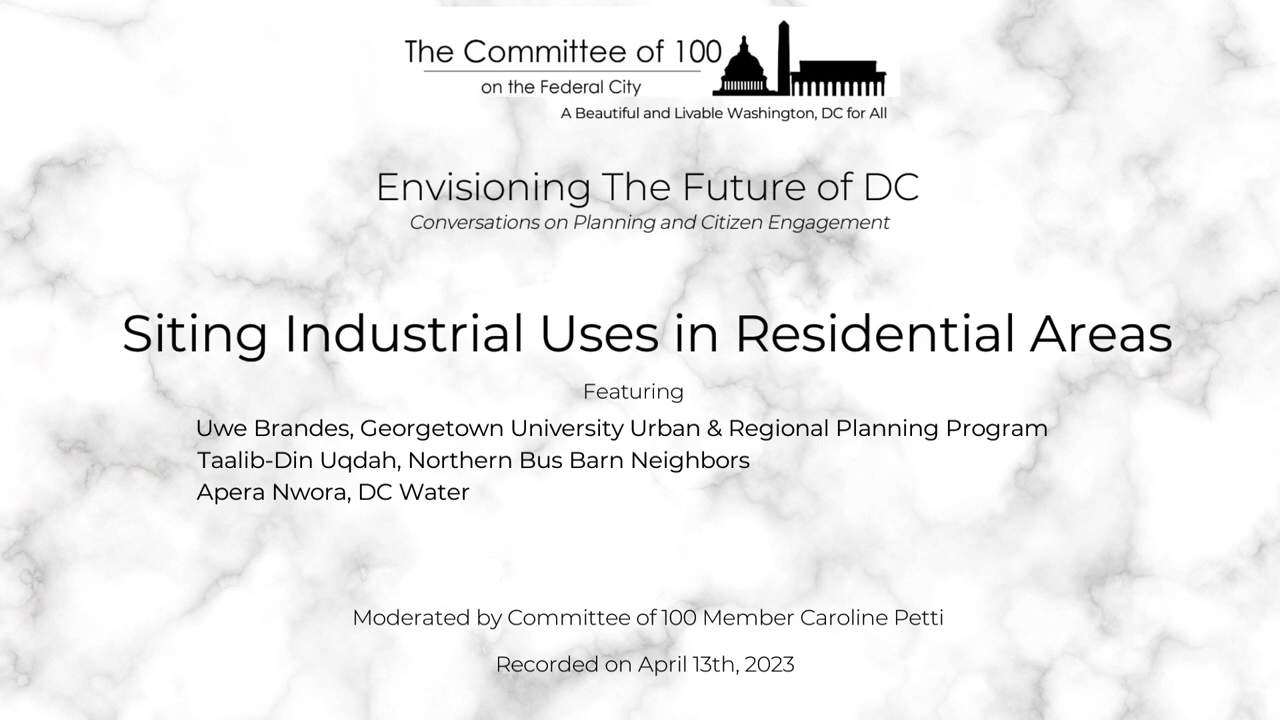 The Committee of 100
on the Federal City
A Beautiful and Livable Washington, DC for All
Envisioning The Future of DC
Conversations on Planning and Citizen Engagement
Siting Industrial Uses in Residential Areas
Featuring
Uwe Brandes, Georgetown University Urban & Regional Planning Program
Taalib-Din Uqdah, Northern Bus Barn Neighbors
Apera Nwora, DC Water
Moderated by Committee of 100 Member Caroline Petti
Recorded on April 13th, 2023